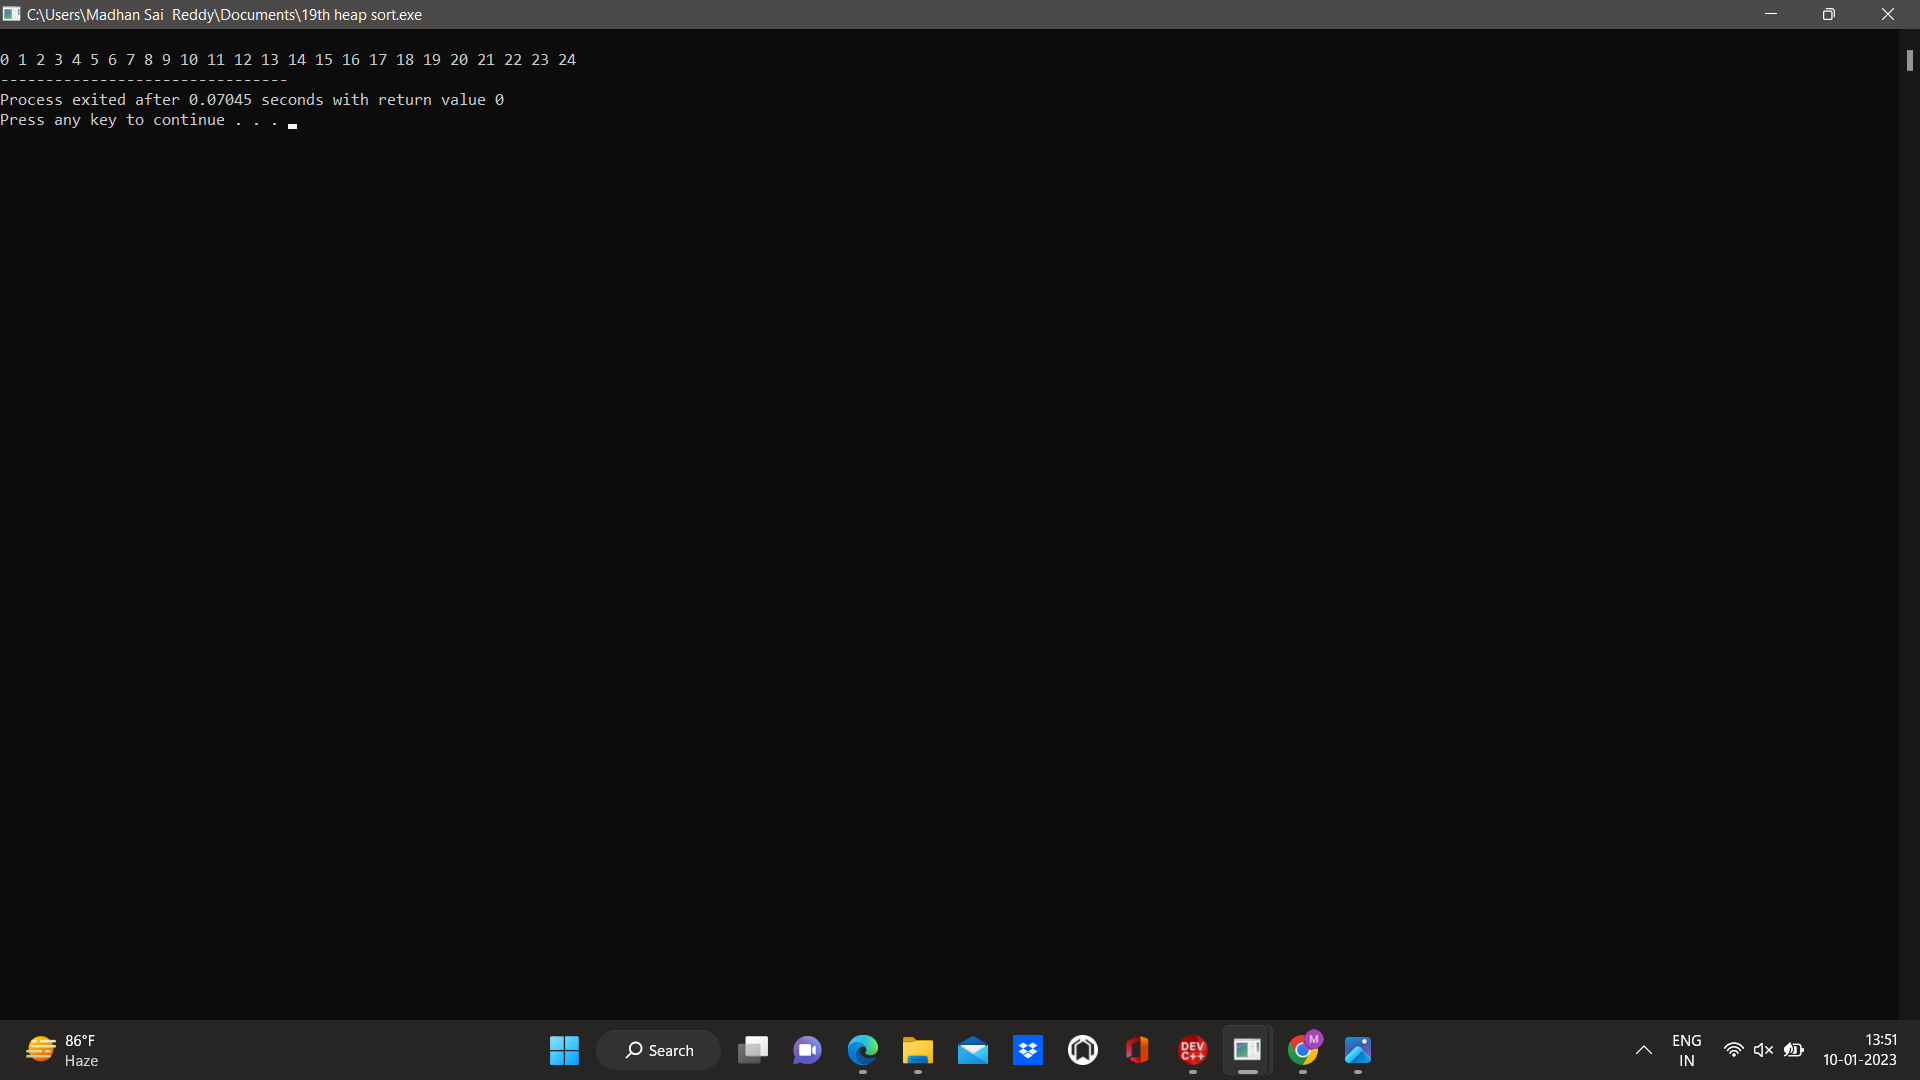 C:\Users\Madhan Sai  Reddy\Documents\19th heap sort.exe
0 1 2 3 4 5 6 7 8 9 10 11 12 13 14 15 16 17 18 19 20 21 22 23 24
--------------------------------
Process exited after 0.07045 seconds with return value 0
Press any key to continue . . .
86°F
Haze
Search
DEV
C++
M
ENG
IN
13:51
10-01-2023